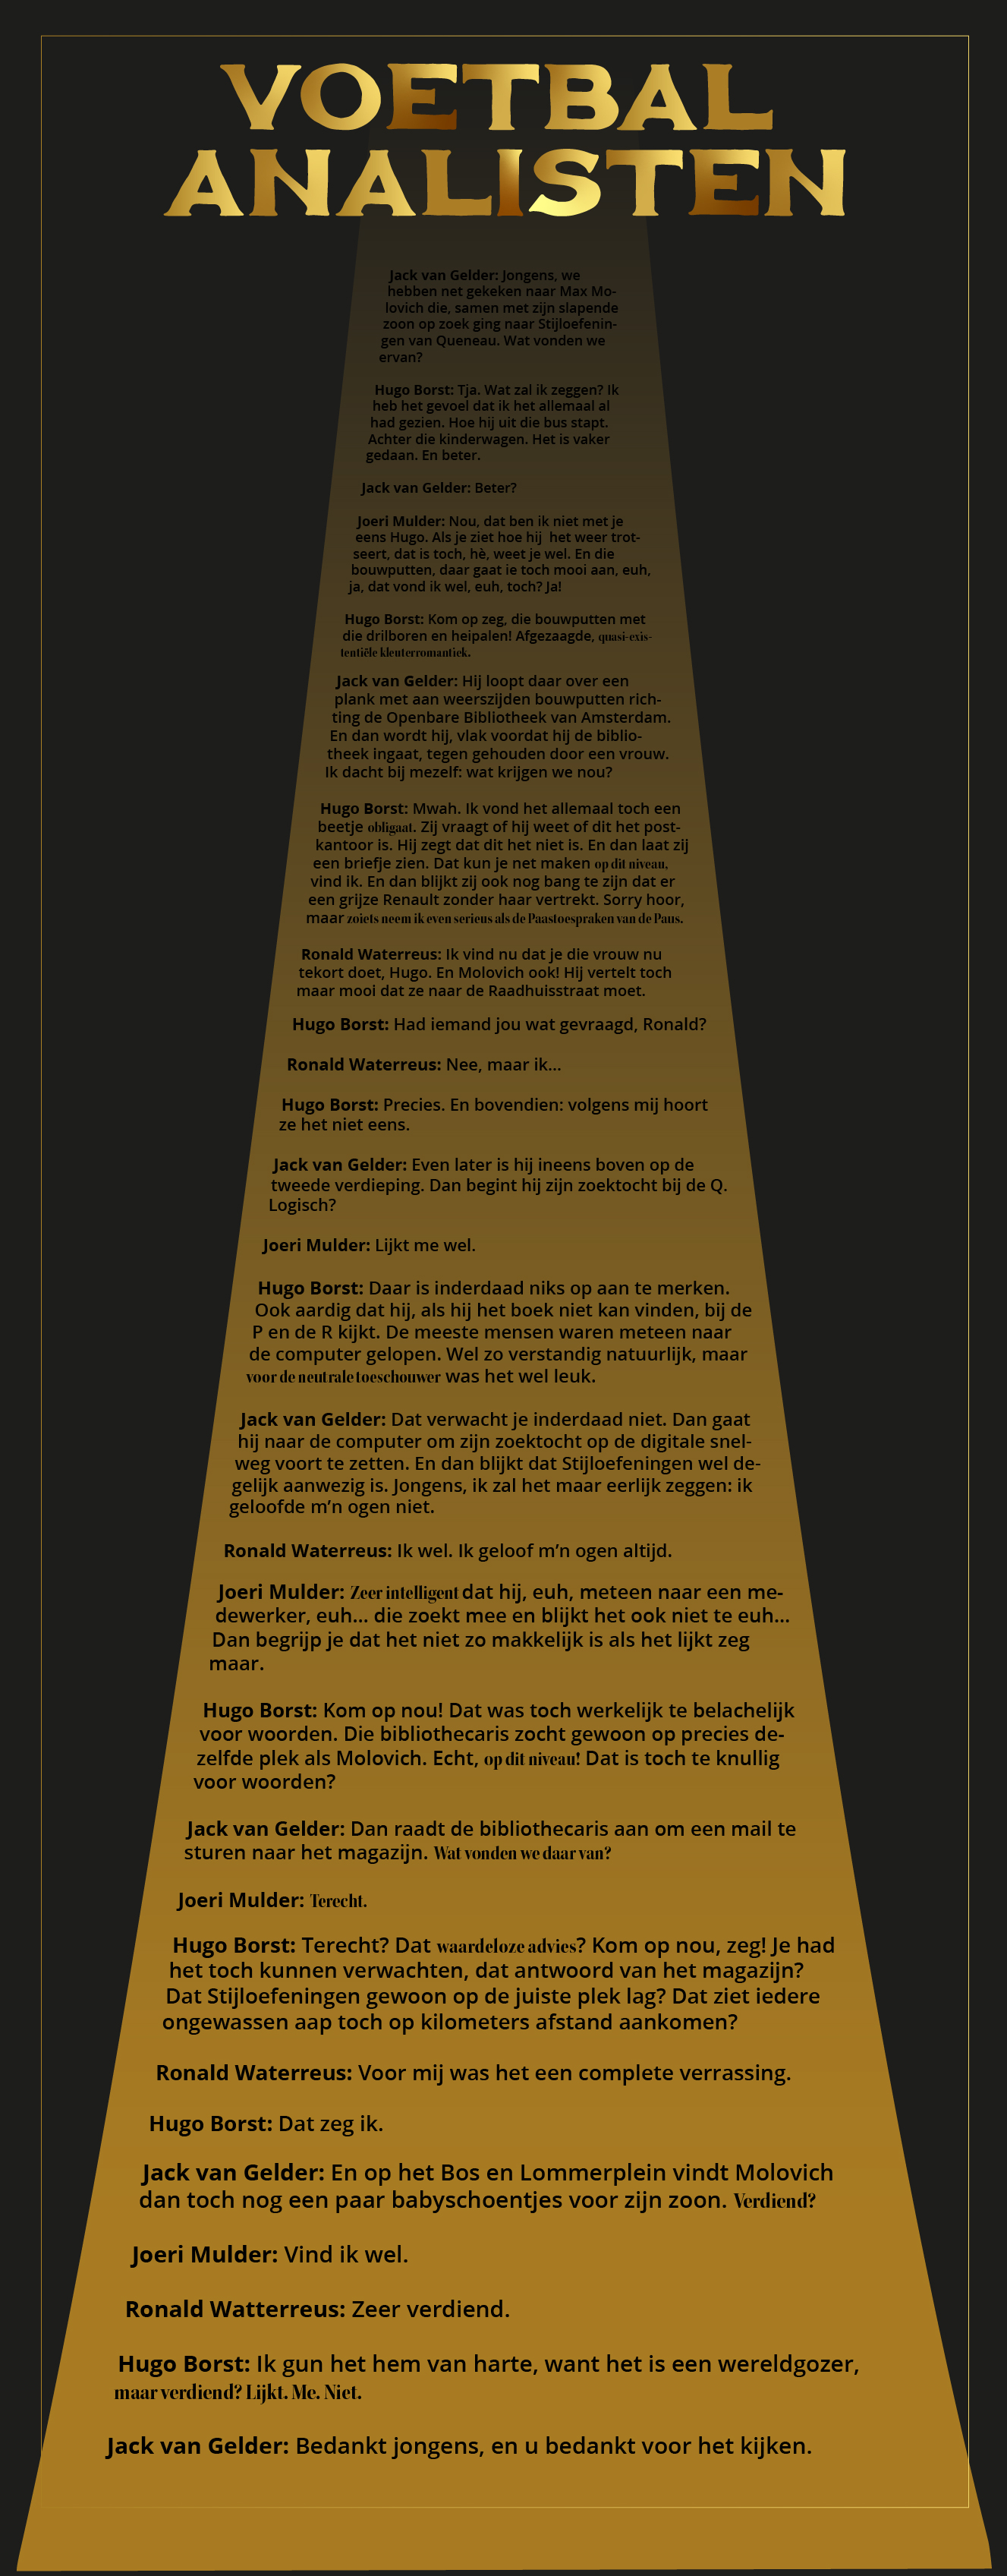 VOETBAL
ANALISTEN
Jack van Gelder: Jongens, we
hebben net gekeken naar Max Mo-
lovich die, samen met zijn slapende
zoon op zoek ging naar Stijloefenin-
gen van Queneau. Wat vonden we
ervan?
Hugo Borst: Tja. Wat zal ik zeggen? Ik
heb het gevoel dat ik het allemaal al
had gezien. Hoe hij uit die bus stapt.
Achter die kinderwagen. Het is vaker
gedaan. En beter.
Jack van Gelder: Beter?
Joeri Mulder: Nou, dat ben ik niet met je
eens Hugo. Als je ziet hoe hij  het weer trot-
seert, dat is toch, hè, weet je wel. En die
bouwputten, daar gaat ie toch mooi aan, euh,
ja, dat vond ik wel, euh, toch? Ja!
Hugo Borst: Kom op zeg, die bouwputten met
die drilboren en heipalen! Afgezaagde, quasi-exis-
tentiële kleuterromantiek.
Jack van Gelder: Hij loopt daar over een
plank met aan weerszijden bouwputten rich-
ting de Openbare Bibliotheek van Amsterdam.
En dan wordt hij, vlak voordat hij de biblio-
theek ingaat, tegen gehouden door een vrouw.
Ik dacht bij mezelf: wat krijgen we nou?
Hugo Borst: Mwah. Ik vond het allemaal toch een
beetje obligaat. Zij vraagt of hij weet of dit het post-
kantoor is. Hij zegt dat dit het niet is. En dan laat zij
een briefje zien. Dat kun je net maken op dit niveau,
vind ik. En dan blijkt zij ook nog bang te zijn dat er
een grijze Renault zonder haar vertrekt. Sorry hoor,
maar zoiets neem ik even serieus als de Paastoespraken van de Paus.
Ronald Waterreus: Ik vind nu dat je die vrouw nu
tekort doet, Hugo. En Molovich ook! Hij vertelt toch
maar mooi dat ze naar de Raadhuisstraat moet.
Hugo Borst: Had iemand jou wat gevraagd, Ronald?
Ronald Waterreus: Nee, maar ik...
Hugo Borst: Precies. En bovendien: volgens mij hoort
ze het niet eens.
Jack van Gelder: Even later is hij ineens boven op de
tweede verdieping. Dan begint hij zijn zoektocht bij de Q.
Logisch?
Joeri Mulder: Lijkt me wel.
Hugo Borst: Daar is inderdaad niks op aan te merken.
Ook aardig dat hij, als hij het boek niet kan vinden, bij de
P en de R kijkt. De meeste mensen waren meteen naar
de computer gelopen. Wel zo verstandig natuurlijk, maar
voor de neutrale toeschouwer was het wel leuk.
Jack van Gelder: Dat verwacht je inderdaad niet. Dan gaat
hij naar de computer om zijn zoektocht op de digitale snel-
weg voort te zetten. En dan blijkt dat Stijloefeningen wel de-
gelijk aanwezig is. Jongens, ik zal het maar eerlijk zeggen: ik
geloofde m’n ogen niet.
Ronald Waterreus: Ik wel. Ik geloof m’n ogen altijd.
Joeri Mulder: Zeer intelligent dat hij, euh, meteen naar een me-
dewerker, euh... die zoekt mee en blijkt het ook niet te euh...
Dan begrijp je dat het niet zo makkelijk is als het lijkt zeg
maar.
Hugo Borst: Kom op nou! Dat was toch werkelijk te belachelijk
voor woorden. Die bibliothecaris zocht gewoon op precies de-
zelfde plek als Molovich. Echt, op dit niveau! Dat is toch te knullig
voor woorden?
Jack van Gelder: Dan raadt de bibliothecaris aan om een mail te
sturen naar het magazijn. Wat vonden we daar van?
Joeri Mulder: Terecht.
Hugo Borst: Terecht? Dat waardeloze advies? Kom op nou, zeg! Je had
het toch kunnen verwachten, dat antwoord van het magazijn?
Dat Stijloefeningen gewoon op de juiste plek lag? Dat ziet iedere
ongewassen aap toch op kilometers afstand aankomen?
Ronald Waterreus: Voor mij was het een complete verrassing.
Hugo Borst: Dat zeg ik.
Jack van Gelder: En op het Bos en Lommerplein vindt Molovich
dan toch nog een paar babyschoentjes voor zijn zoon. Verdiend?
Joeri Mulder: Vind ik wel.
Ronald Watterreus: Zeer verdiend.
Hugo Borst: Ik gun het hem van harte, want het is een wereldgozer,
maar verdiend? Lijkt. Me. Niet.
Jack van Gelder: Bedankt jongens, en u bedankt voor het kijken.